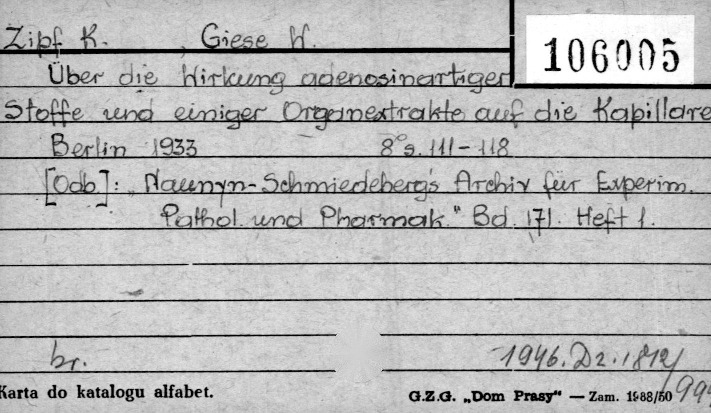 Zipf K. , Giese W. 106005
Über die Wirkung adenosinartiger
Stoffe und einiger Organextrakte auf die Kapillare
Berlin 1933 8° s. 111-118
[Odb]: „Naunyn-Schmiedeberg's Archiv für Experim.
Pathol. und Pharmak." Bd. 171. Heft 1.
br. 1946. Dz. 1812/
994
Karta do katalogu alfabet. G.Z.G. „Dom Prasy" — Zam. 1988/50